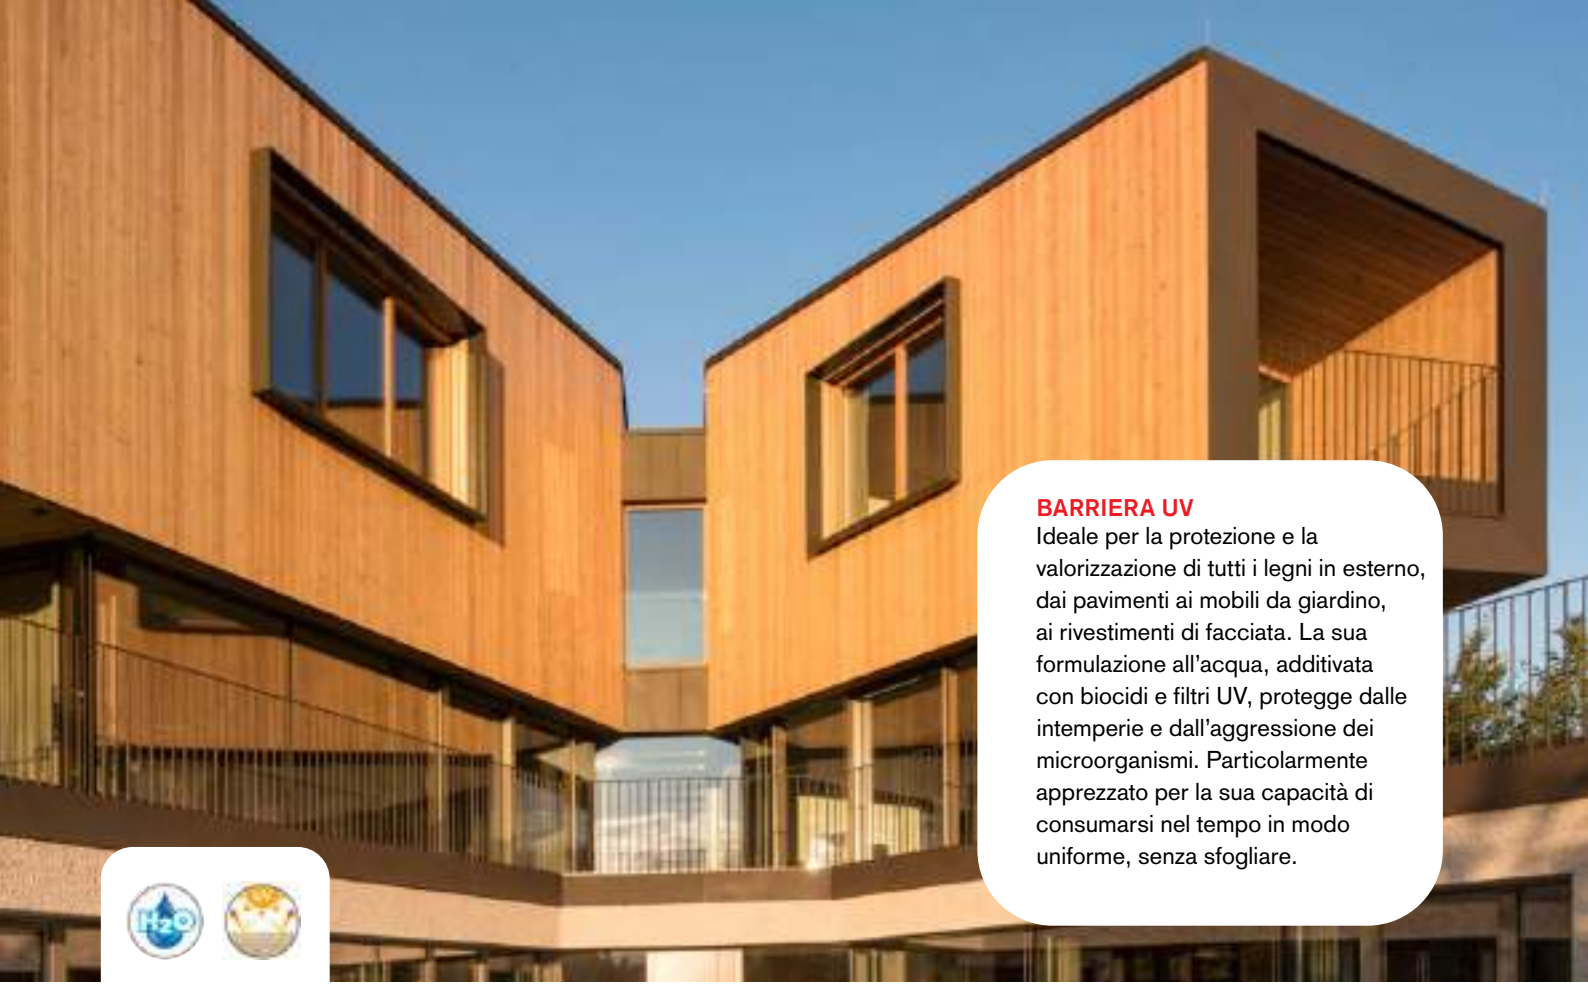 BARRIERA UV
Ideale per la protezione e la
valorizzazione di tutti i legni in esterno,
dai pavimenti ai mobili da giardino,
ai rivestimenti di facciata. La sua
formulazione all’acqua, additivata
con biocidi e filtri UV, protegge dalle
intemperie e dall’aggressione dei
microorganismi. Particolarmente
apprezzato per la sua capacità di
consumarsi nel tempo in modo
uniforme, senza sfogliare.
H2O